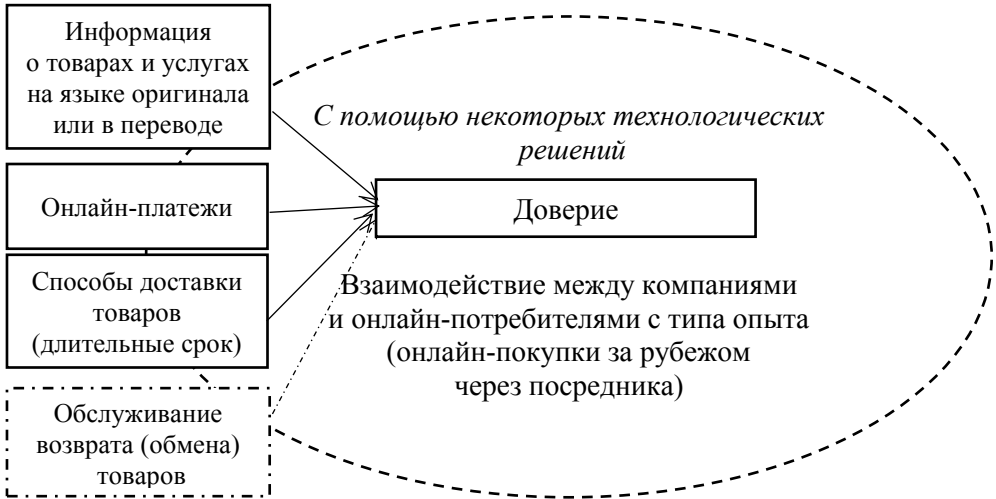 Информация
о товарах и услугах
на языке оригинала
или в переводе
С помощью некоторых технологических
решений
Онлайн-платежи
Доверие
Способы доставки
товаров
(длительные срок)
Взаимодействие между компаниями
и онлайн-потребителями с типа опыта
(онлайн-покупки за рубежом
через посредника)
Обслуживание
возврата (обмена)
товаров